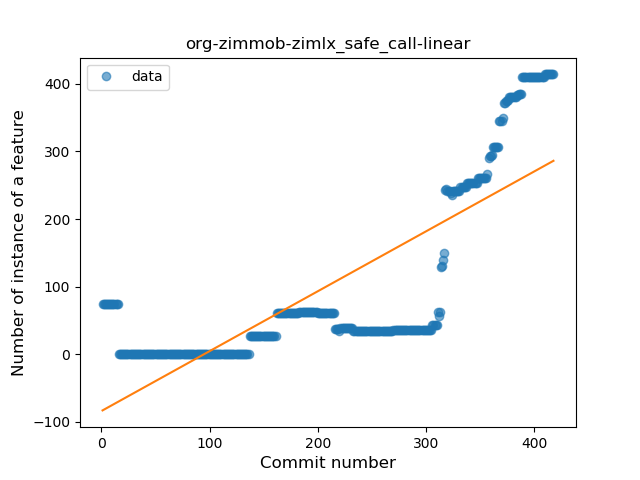 org-zimmob-zimlx_safe_call-linear
data
Number of instance of a feature
400
300
200
100
0
−100
0 100 200 300 400
Commit number